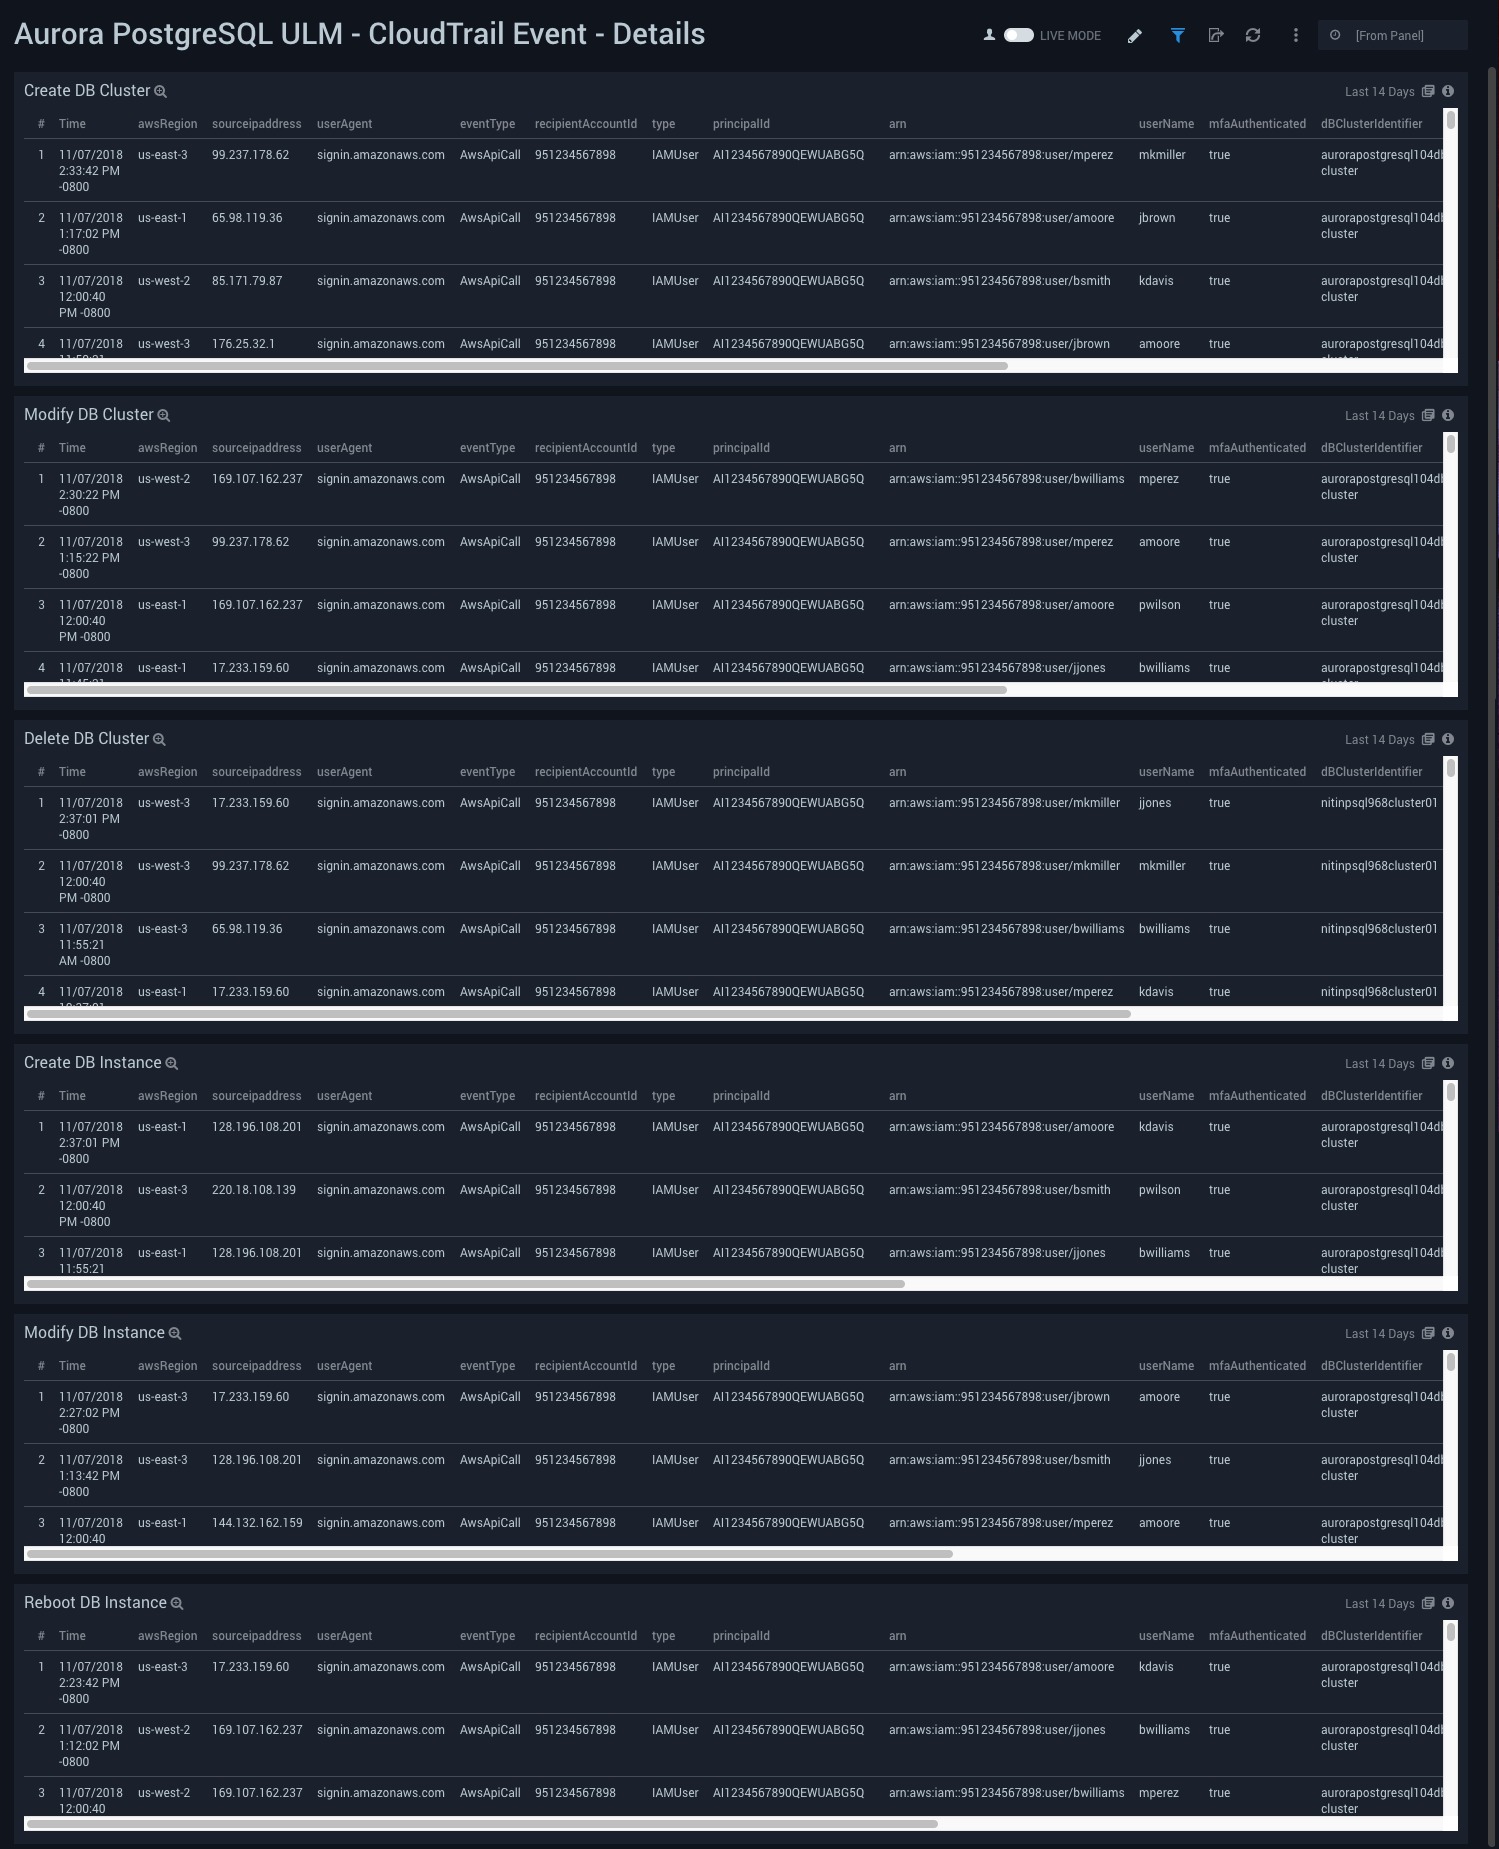 Aurora PostgreSQL ULM - CloudTrail Event - Details
LIVE MODE
[From Panel]
Create DB Cluster
Last 14 Days
# Time awsRegion sourceipaddress userAgent eventType recipientAccountId type principalId arn userName mfaAuthenticated dBClusterIdentifier
1 11/07/2018 us-east-3 99.237.178.62 signin.amazonaws.com AwsApiCall 951234567898 IAMUser AI1234567890QEWUABG5Q arn:aws:iam::951234567898:user/mperez mkmiller true aurorapostgresql104db
2:33:42 PM cluster
-0800
2 11/07/2018 us-east-1 65.98.119.36 signin.amazonaws.com AwsApiCall 951234567898 IAMUser AI1234567890QEWUABG5Q arn:aws:iam::951234567898:user/amoore jbrown true aurorapostgresql104db
1:17:02 PM cluster
-0800
3 11/07/2018 us-west-2 85.171.79.87 signin.amazonaws.com AwsApiCall 951234567898 IAMUser AI1234567890QEWUABG5Q arn:aws:iam::951234567898:user/bsmith kdavis true aurorapostgresql104db
12:00:40 cluster
PM -0800
4 11/07/2018 us-west-3 176.25.32.1 signin.amazonaws.com AwsApiCall 951234567898 IAMUser AI1234567890QEWUABG5Q arn:aws:iam::951234567898:user/jbrown amoore true aurorapostgresql104db
Modify DB Cluster
Last 14 Days
# Time awsRegion sourceipaddress userAgent eventType recipientAccountId type principalId arn userName mfaAuthenticated dBClusterIdentifier
1 11/07/2018 us-west-2 169.107.162.237 signin.amazonaws.com AwsApiCall 951234567898 IAMUser AI1234567890QEWUABG5Q arn:aws:iam::951234567898:user/bwilliams mperez true aurorapostgresql104db
2:30:22 PM cluster
-0800
2 11/07/2018 us-west-3 99.237.178.62 signin.amazonaws.com AwsApiCall 951234567898 IAMUser AI1234567890QEWUABG5Q arn:aws:iam::951234567898:user/mperez amoore true aurorapostgresql104db
1:15:22 PM cluster
-0800
3 11/07/2018 us-east-1 169.107.162.237 signin.amazonaws.com AwsApiCall 951234567898 IAMUser AI1234567890QEWUABG5Q arn:aws:iam::951234567898:user/amoore pwilson true aurorapostgresql104db
12:00:40 cluster
PM -0800
4 11/07/2018 us-east-1 17.233.159.60 signin.amazonaws.com AwsApiCall 951234567898 IAMUser AI1234567890QEWUABG5Q arn:aws:iam::951234567898:user/jjones bwilliams true aurorapostgresql104db
Delete DB Cluster
Last 14 Days
# Time awsRegion sourceipaddress userAgent eventType recipientAccountId type principalId arn userName mfaAuthenticated dBClusterIdentifier
1 11/07/2018 us-west-3 17.233.159.60 signin.amazonaws.com AwsApiCall 951234567898 IAMUser AI1234567890QEWUABG5Q arn:aws:iam::951234567898:user/mkmiller jjones true nitinpsql968cluster01
2:37:01 PM
-0800
2 11/07/2018 us-west-3 99.237.178.62 signin.amazonaws.com AwsApiCall 951234567898 IAMUser AI1234567890QEWUABG5Q arn:aws:iam::951234567898:user/mkmiller mkmiller true nitinpsql968cluster01
12:00:40
PM -0800
3 11/07/2018 us-east-3 65.98.119.36 signin.amazonaws.com AwsApiCall 951234567898 IAMUser AI1234567890QEWUABG5Q arn:aws:iam::951234567898:user/bwilliams bwilliams true nitinpsql968cluster01
11:55:21
AM -0800
4 11/07/2018 us-east-1 17.233.159.60 signin.amazonaws.com AwsApiCall 951234567898 IAMUser AI1234567890QEWUABG5Q arn:aws:iam::951234567898:user/mperez kdavis true nitinpsql968cluster01
Create DB Instance
Last 14 Days
# Time awsRegion sourceipaddress userAgent eventType recipientAccountId type principalId arn userName mfaAuthenticated dBClusterIdentifier
1 11/07/2018 us-east-1 128.196.108.201 signin.amazonaws.com AwsApiCall 951234567898 IAMUser AI1234567890QEWUABG5Q arn:aws:iam::951234567898:user/amoore kdavis true aurorapostgresql104db
2:37:01 PM cluster
-0800
2 11/07/2018 us-east-3 220.18.108.139 signin.amazonaws.com AwsApiCall 951234567898 IAMUser AI1234567890QEWUABG5Q arn:aws:iam::951234567898:user/bsmith pwilson true aurorapostgresql104db
12:00:40 cluster
PM -0800
3 11/07/2018 us-east-1 128.196.108.201 signin.amazonaws.com AwsApiCall 951234567898 IAMUser AI1234567890QEWUABG5Q arn:aws:iam::951234567898:user/jjones bwilliams true aurorapostgresql104db
11:55:21 cluster
Modify DB Instance
Last 14 Days
# Time awsRegion sourceipaddress userAgent eventType recipientAccountId type principalId arn userName mfaAuthenticated dBClusterIdentifier
1 11/07/2018 us-east-3 17.233.159.60 signin.amazonaws.com AwsApiCall 951234567898 IAMUser AI1234567890QEWUABG5Q arn:aws:iam::951234567898:user/jbrown amoore true aurorapostgresql104db
2:27:02 PM cluster
-0800
2 11/07/2018 us-east-3 128.196.108.201 signin.amazonaws.com AwsApiCall 951234567898 IAMUser AI1234567890QEWUABG5Q arn:aws:iam::951234567898:user/bsmith jjones true aurorapostgresql104db
1:13:42 PM cluster
-0800
3 11/07/2018 us-east-1 144.132.162.159 signin.amazonaws.com AwsApiCall 951234567898 IAMUser AI1234567890QEWUABG5Q arn:aws:iam::951234567898:user/mperez amoore true aurorapostgresql104db
12:00:40 cluster
Reboot DB Instance
Last 14 Days
# Time awsRegion sourceipaddress userAgent eventType recipientAccountId type principalId arn userName mfaAuthenticated dBClusterIdentifier
1 11/07/2018 us-east-3 17.233.159.60 signin.amazonaws.com AwsApiCall 951234567898 IAMUser AI1234567890QEWUABG5Q arn:aws:iam::951234567898:user/amoore kdavis true aurorapostgresql104db
2:23:42 PM cluster
-0800
2 11/07/2018 us-west-2 169.107.162.237 signin.amazonaws.com AwsApiCall 951234567898 IAMUser AI1234567890QEWUABG5Q arn:aws:iam::951234567898:user/jjones bwilliams true aurorapostgresql104db
1:12:02 PM cluster
-0800
3 11/07/2018 us-west-2 169.107.162.237 signin.amazonaws.com AwsApiCall 951234567898 IAMUser AI1234567890QEWUABG5Q arn:aws:iam::951234567898:user/bwilliams mperez true aurorapostgresql104db
12:00:40 cluster